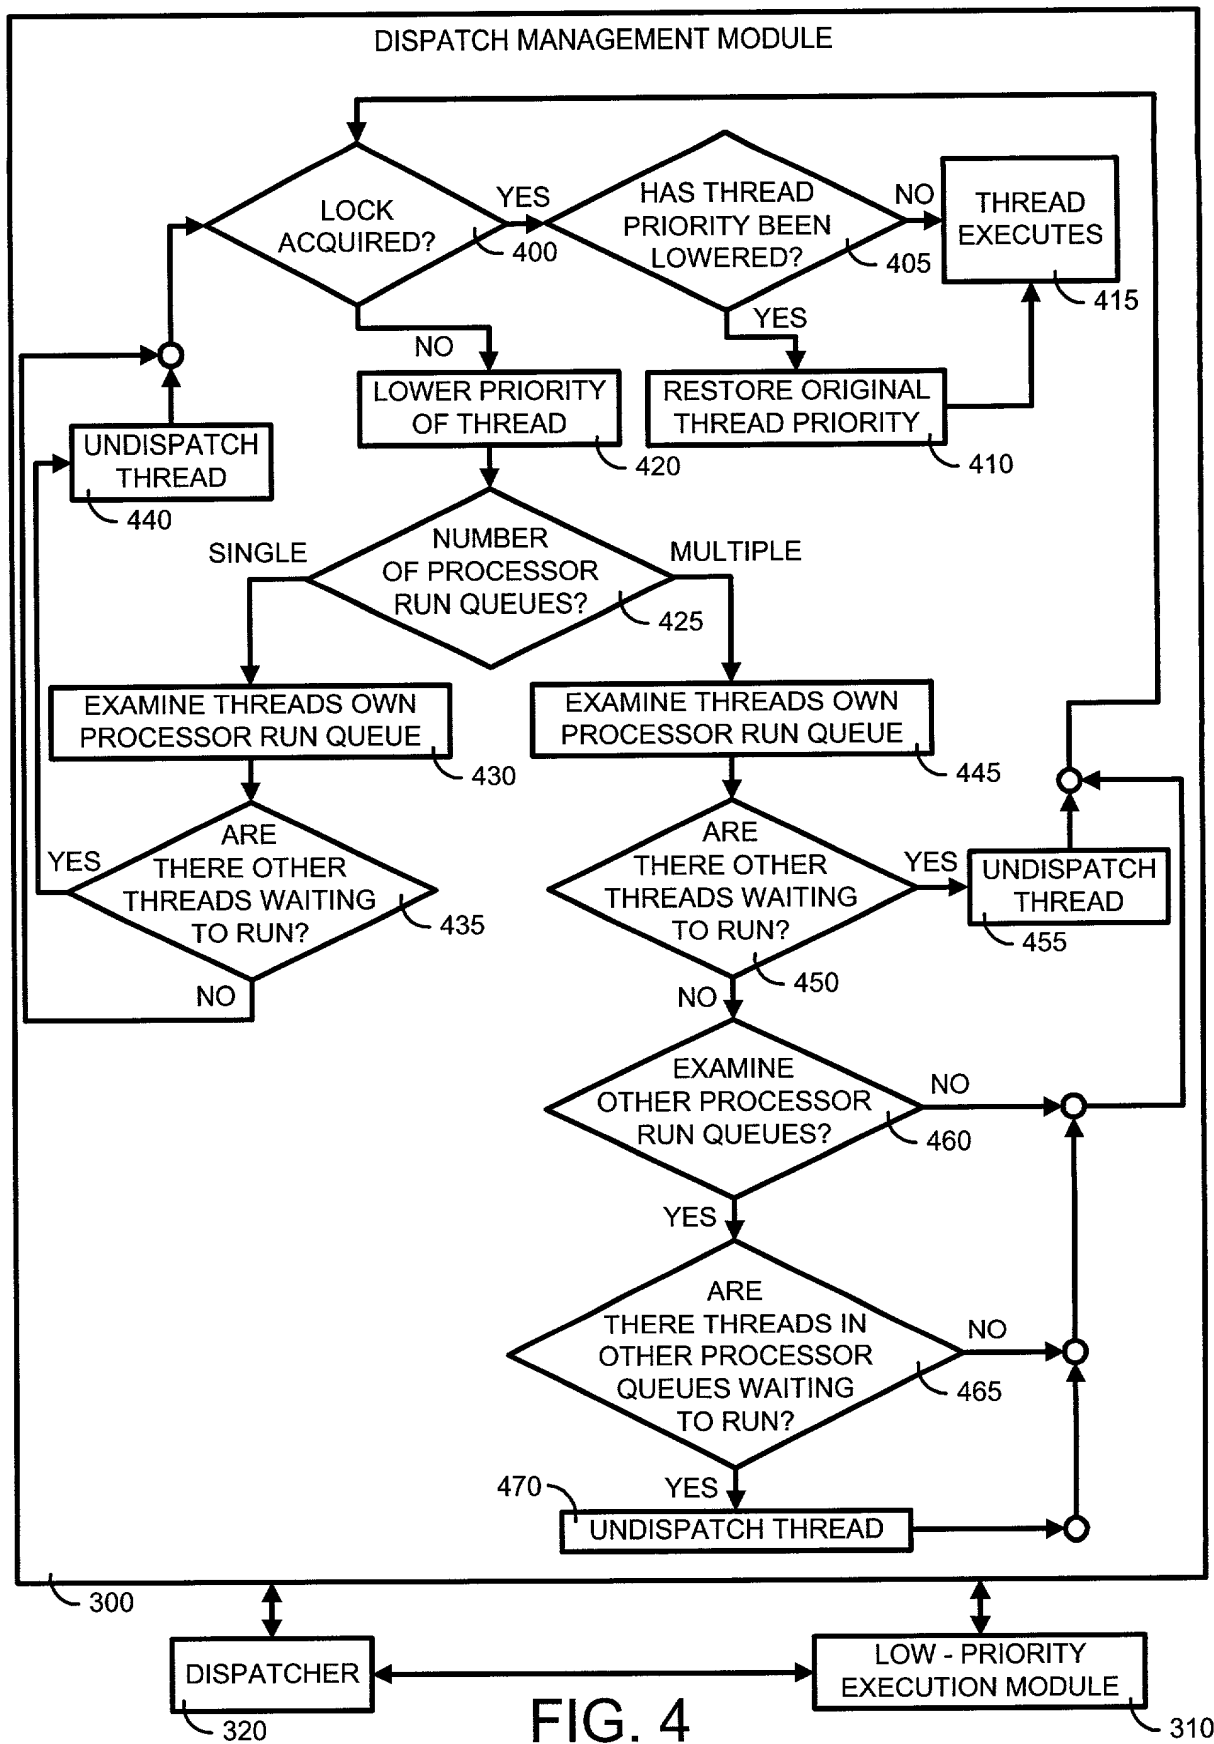 DISPATCH MANAGEMENT MODULE
LOCK
ACQUIRED?
400
YES
HAS THREAD
PRIORITY BEEN
LOWERED?
405
NO
THREAD
EXECUTES
415
NO
YES
LOWER PRIORITY
OF THREAD
420
RESTORE ORIGINAL
THREAD PRIORITY
410
UNDISPATCH
THREAD
440
SINGLE
NUMBER
OF PROCESSOR
RUN QUEUES?
425
MULTIPLE
EXAMINE THREADS OWN
PROCESSOR RUN QUEUE
430
EXAMINE THREADS OWN
PROCESSOR RUN QUEUE
445
YES
ARE
THERE OTHER
THREADS WAITING
TO RUN?
435
NO
ARE
THERE OTHER
THREADS WAITING
TO RUN?
450
YES
UNDISPATCH
THREAD
455
NO
EXAMINE
OTHER PROCESSOR
RUN QUEUES?
460
NO
YES
ARE
THERE THREADS IN
OTHER PROCESSOR
QUEUES WAITING
TO RUN?
465
NO
YES
470
UNDISPATCH THREAD
300
DISPATCHER
320
LOW - PRIORITY
EXECUTION MODULE
310
FIG. 4